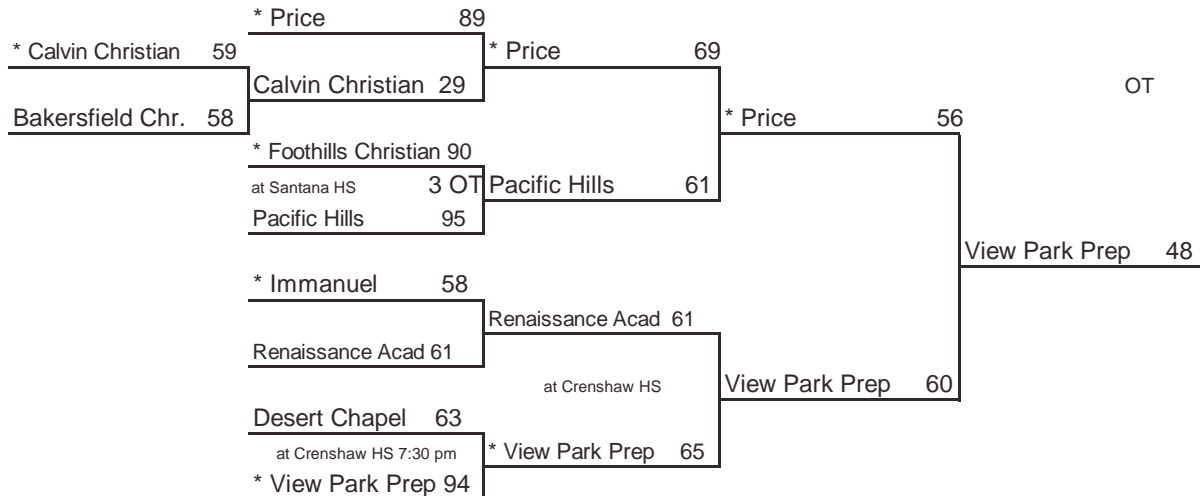 * Price 89
* Calvin Christian 59
* Price 69
Calvin Christian 29
OT
Bakersfield Chr. 58
* Price 56
* Foothills Christian 90
at Santana HS 3 OT
Pacific Hills 61
Pacific Hills 95
View Park Prep 48
* Immanuel 58
Renaissance Acad 61
Renaissance Acad 61
at Crenshaw HS
View Park Prep 60
Desert Chapel 63
at Crenshaw HS 7:30 pm
* View Park Prep 65
* View Park Prep 94